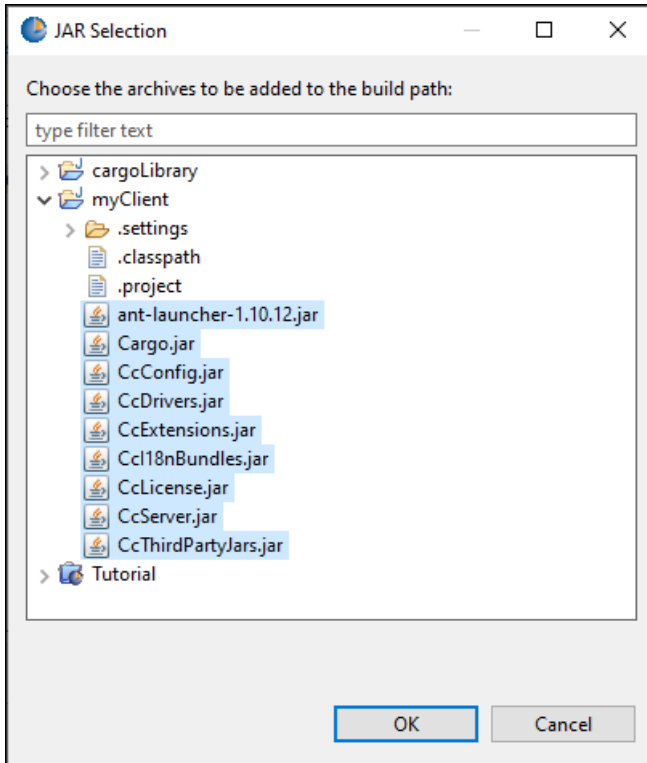 JAR Selection
Choose the archives to be added to the build path:
type filter text
cargoLibrary
myClient
.settings
.classpath
.project
ant-launcher-1.10.12.jar
Cargo.jar
CcConfig.jar
CcDrivers.jar
CcExtensions.jar
CcI18nBundles.jar
CcLicense.jar
CcServer.jar
CcThirdPartyJars.jar
Tutorial
OK Cancel